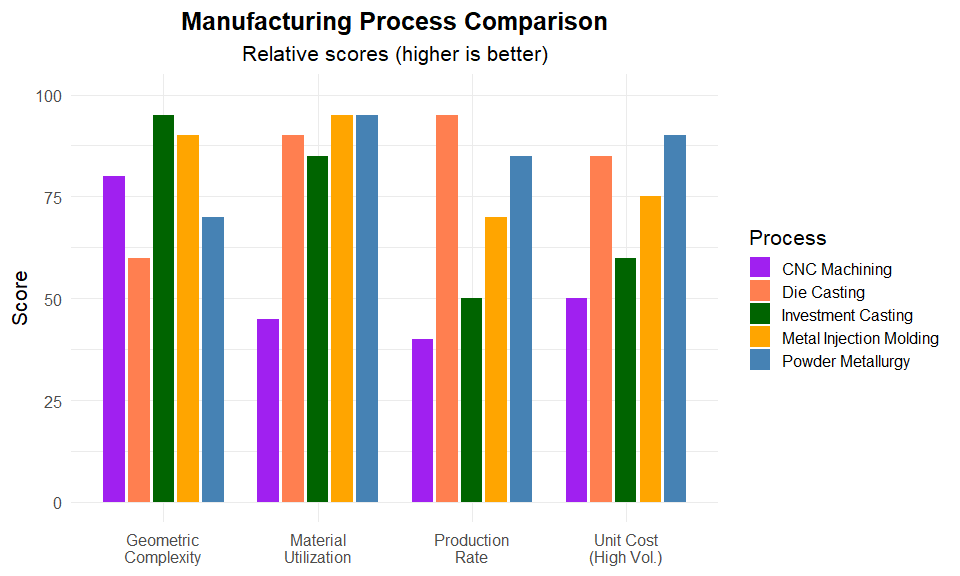 Manufacturing Process Comparison
Relative scores (higher is better)
Score
100
75
50
25
0
Geometric
Complexity
Material
Utilization
Production
Rate
Unit Cost
(High Vol.)
Process
CNC Machining
Die Casting
Investment Casting
Metal Injection Molding
Powder Metallurgy